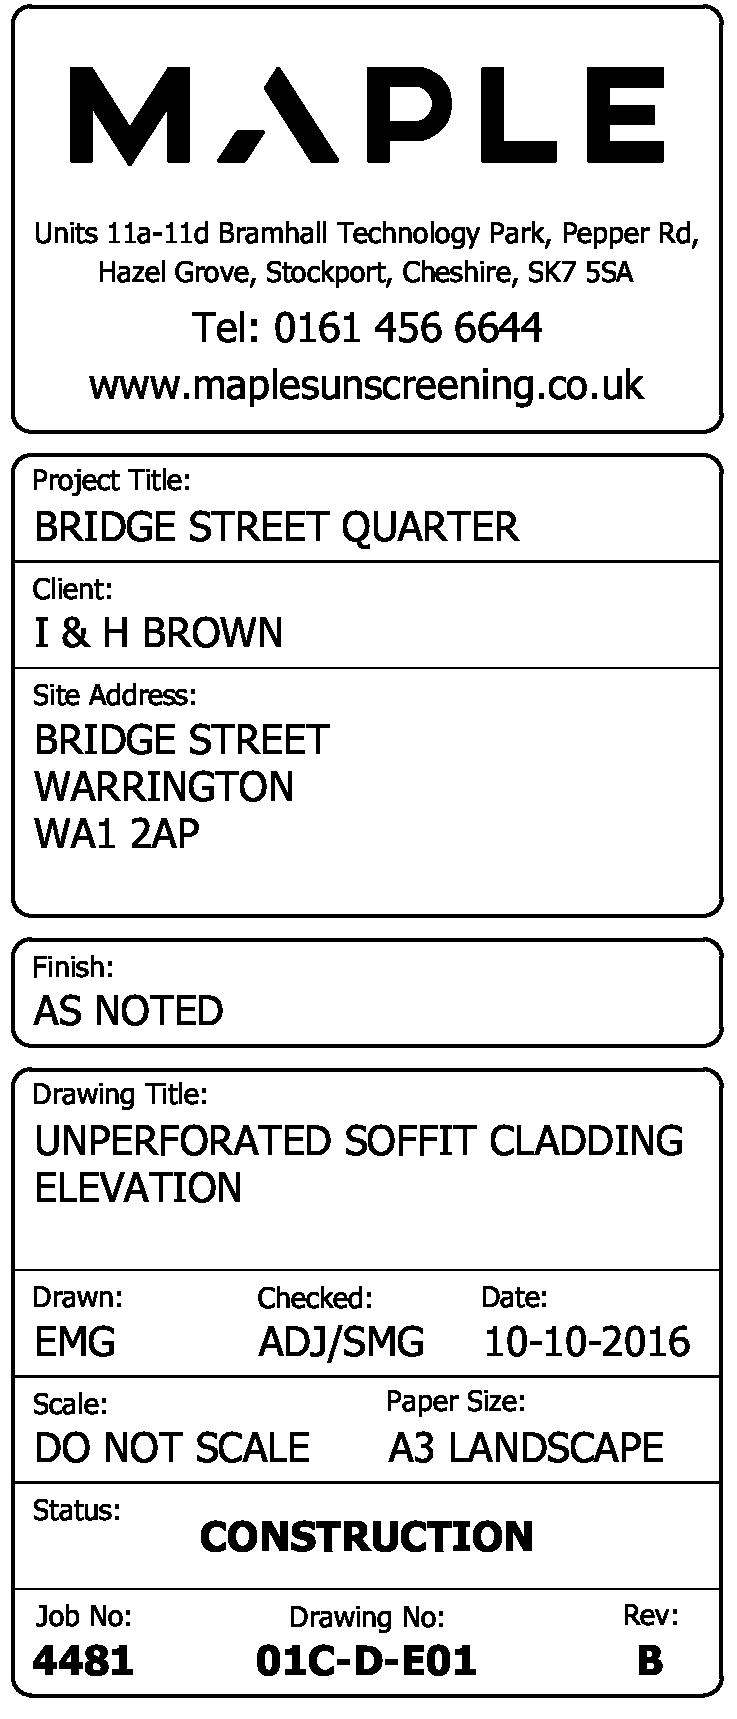 MAPLE
Units 11a-11d Bramhall Technology Park, Pepper Rd,
Hazel Grove, Stockport, Cheshire, SK7 5SA
Tel: 0161 456 6644
www.maplesunscreening.co.uk
Project Title:
BRIDGE STREET QUARTER
Client:
I & H BROWN
Site Address:
BRIDGE STREET
WARRINGTON
WA1 2AP
Finish:
AS NOTED
Drawing Title:
UNPERFORATED SOFFIT CLADDING
ELEVATION
Drawn: Checked: Date:
EMG ADJ/SMG 10-10-2016
Scale: Paper Size:
DO NOT SCALE A3 LANDSCAPE
Status:
CONSTRUCTION
Job No: Drawing No: Rev:
4481 01C-D-E01 B